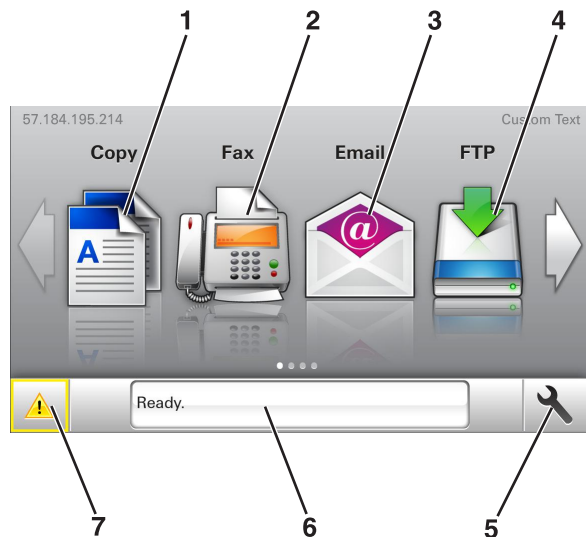 1 2 3 4
57.184.195.214 Custom Text
Copy Fax Email FTP
A
@
Ready.
7 6 5